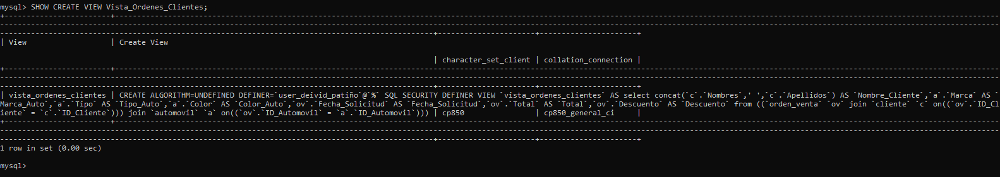 mysql> SHOW CREATE VIEW Vista_Ordenes_Clientes;
| View | Create View
| character_set_client | collation_connection |
| vista_ordenes_clientes | CREATE ALGORITHM=UNDEFINED DEFINER=`user_deivid_patiño`@`%` SQL SECURITY DEFINER VIEW `vista_ordenes_clientes` AS select concat(`c`.`Nombres`,' ',`c`.`Apellidos`) AS `Nombre_Cliente`,`a`.`Marca` AS `
Marca_Auto`,`a`.`Tipo` AS `Tipo_Auto`,`a`.`Color` AS `Color_Auto`,`ov`.`Fecha_Solicitud` AS `Fecha_Solicitud`,`ov`.`Total` AS `Total`,`ov`.`Descuento` AS `Descuento` from ((`orden_venta` `ov` join `cliente` `c` on((`ov`.`ID_Cl
iente` = `c`.`ID_Cliente`))) join `automovil` `a` on((`ov`.`ID_Automovil` = `a`.`ID_Automovil`))) | cp850 | cp850_general_ci |
1 row in set (0.00 sec)
mysql>